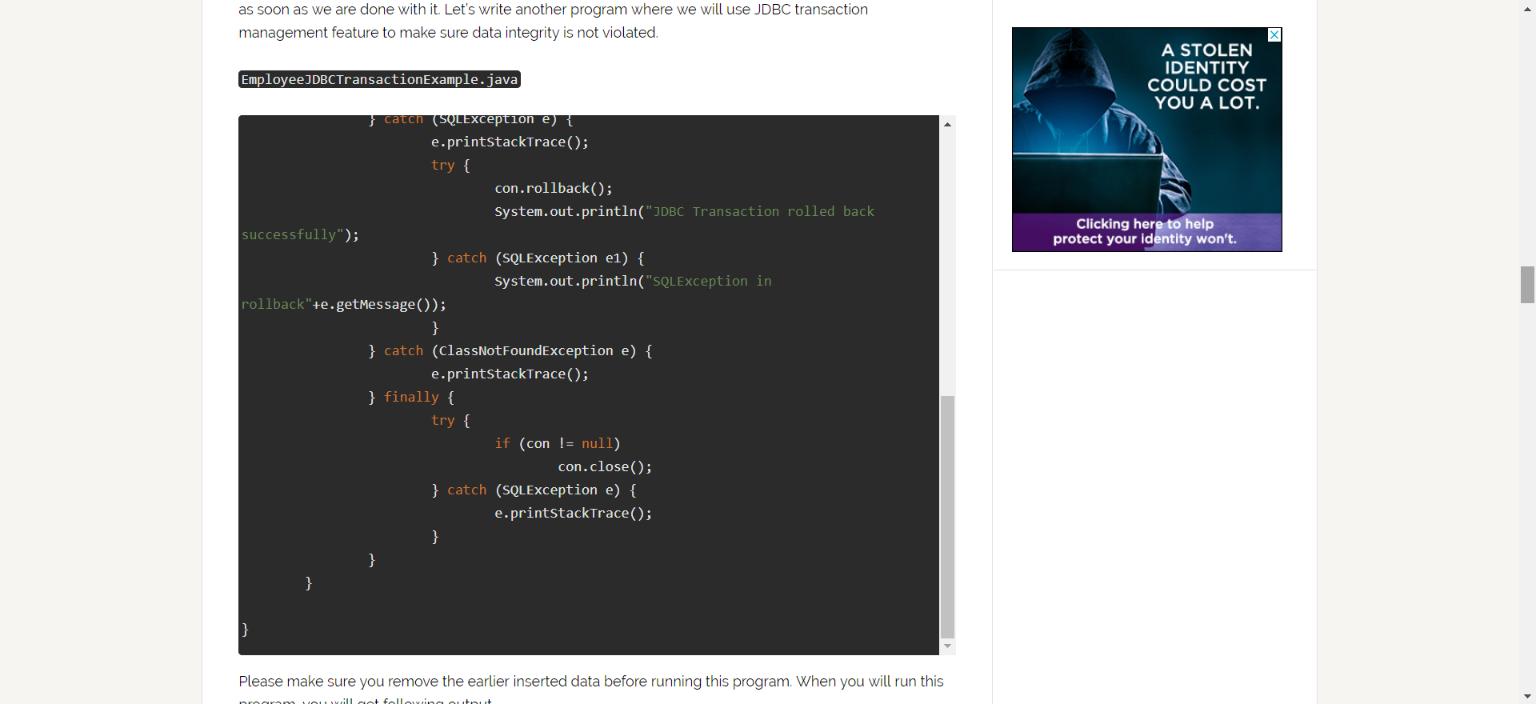 as soon as we are done with it. Let's write another program where we will use JDBC transaction
management feature to make sure data integrity is not violated.
EmployeeJDBCTransactionExample.java
} catch (SQLException e) {
e.printStackTrace();
try {
con.rollback();
System.out.println("JDBC Transaction rolled back
successfully");
} catch (SQLException e1) {
System.out.println("SQLException in
rollback"+e.getMessage());
}
} catch (ClassNotFoundException e) {
e.printStackTrace();
} finally {
try {
if (con != null)
con.close();
} catch (SQLException e) {
e.printStackTrace();
}
}
}
}
Please make sure you remove the earlier inserted data before running this program. When you will run this
program, you will get following output.
A STOLEN
IDENTITY
COULD COST
YOU A LOT.
Clicking here to help
protect your identity won't.